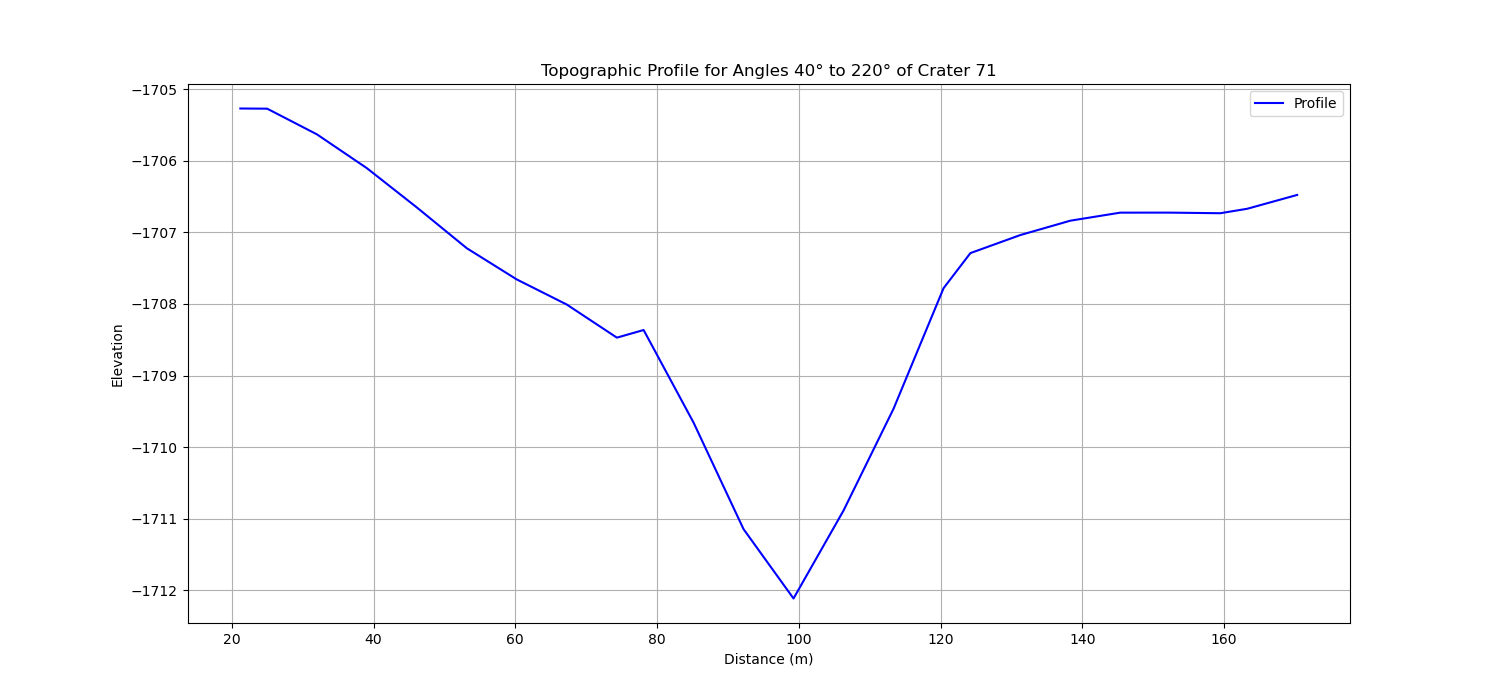 Topographic Profile for Angles 40° to 220° of Crater 71
Profile
Elevation
−1705
−1706
−1707
−1708
−1709
−1710
−1711
−1712
20 40 60 80 100 120 140 160
Distance (m)